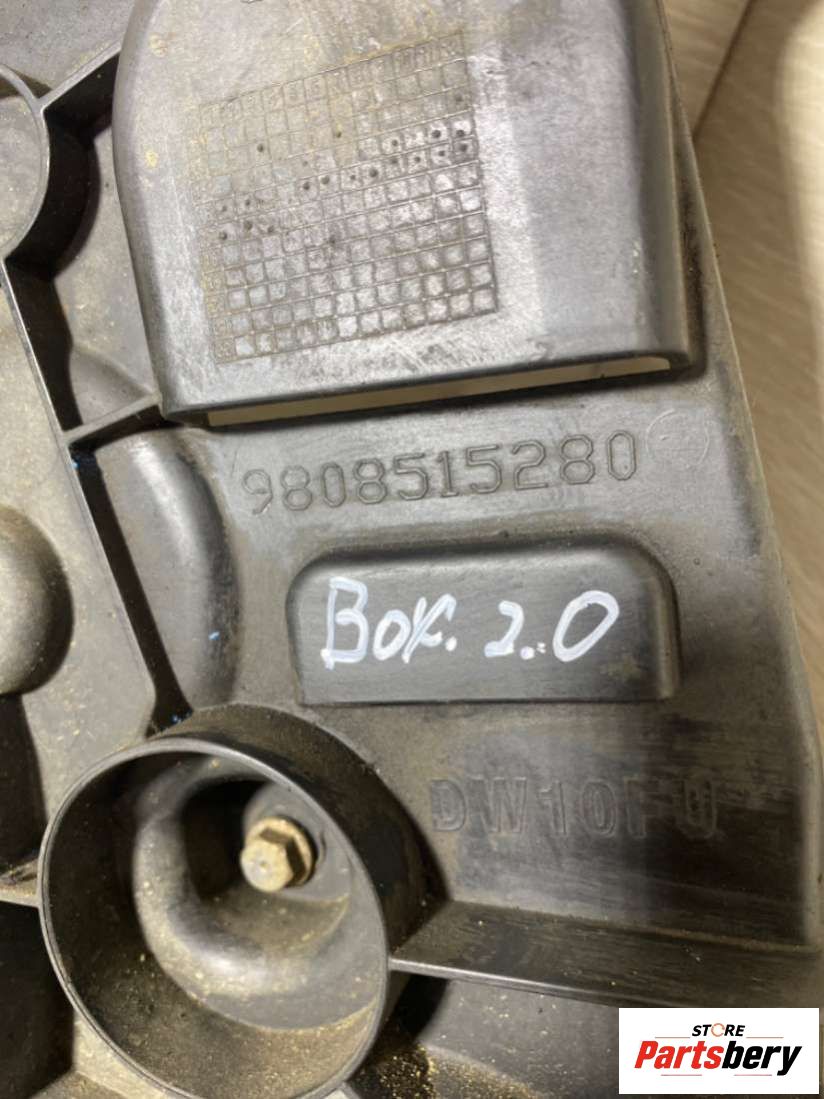 9808515280
Вок. 2.0
DW10FU
STORE
Partsbery